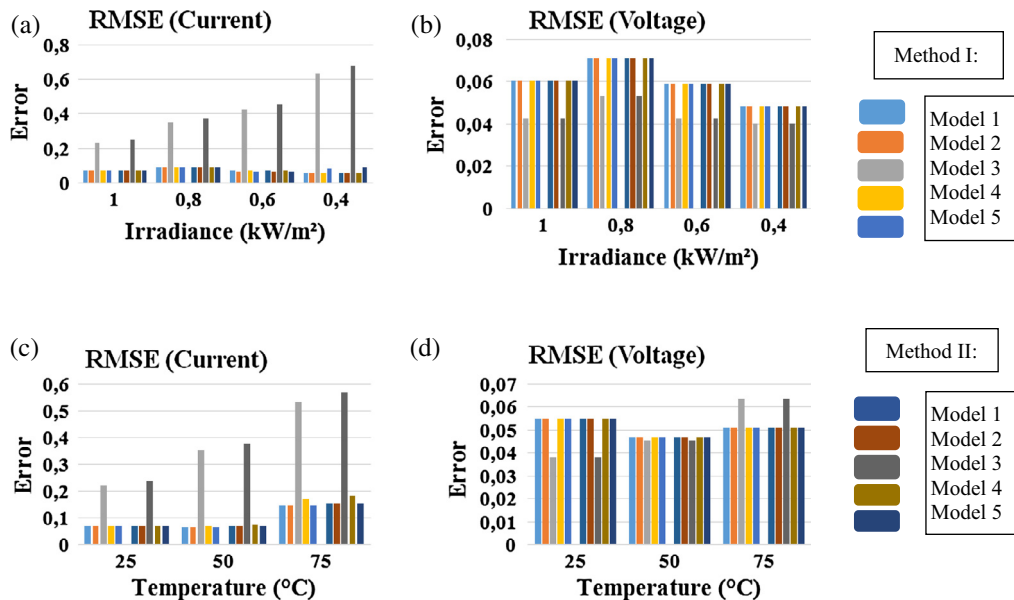 (a)
RMSE (Current)
0,8
0,6
0,4
0,2
0
Error
1
0,8
0,6
0,4
Irradiance (kW/m²)
(b)
RMSE (Voltage)
0,08
0,06
0,04
0,02
0
Error
1
0,8
0,6
0,4
Irradiance (kW/m²)
Method I:
Model 1
Model 2
Model 3
Model 4
Model 5
(c)
RMSE (Current)
0,6
0,5
0,4
0,3
0,2
0,1
0
Error
25
50
75
Temperature (°C)
(d)
RMSE (Voltage)
0,07
0,06
0,05
0,04
0,03
0,02
0,01
0
Error
25
50
75
Temperature (°C)
Method II:
Model 1
Model 2
Model 3
Model 4
Model 5